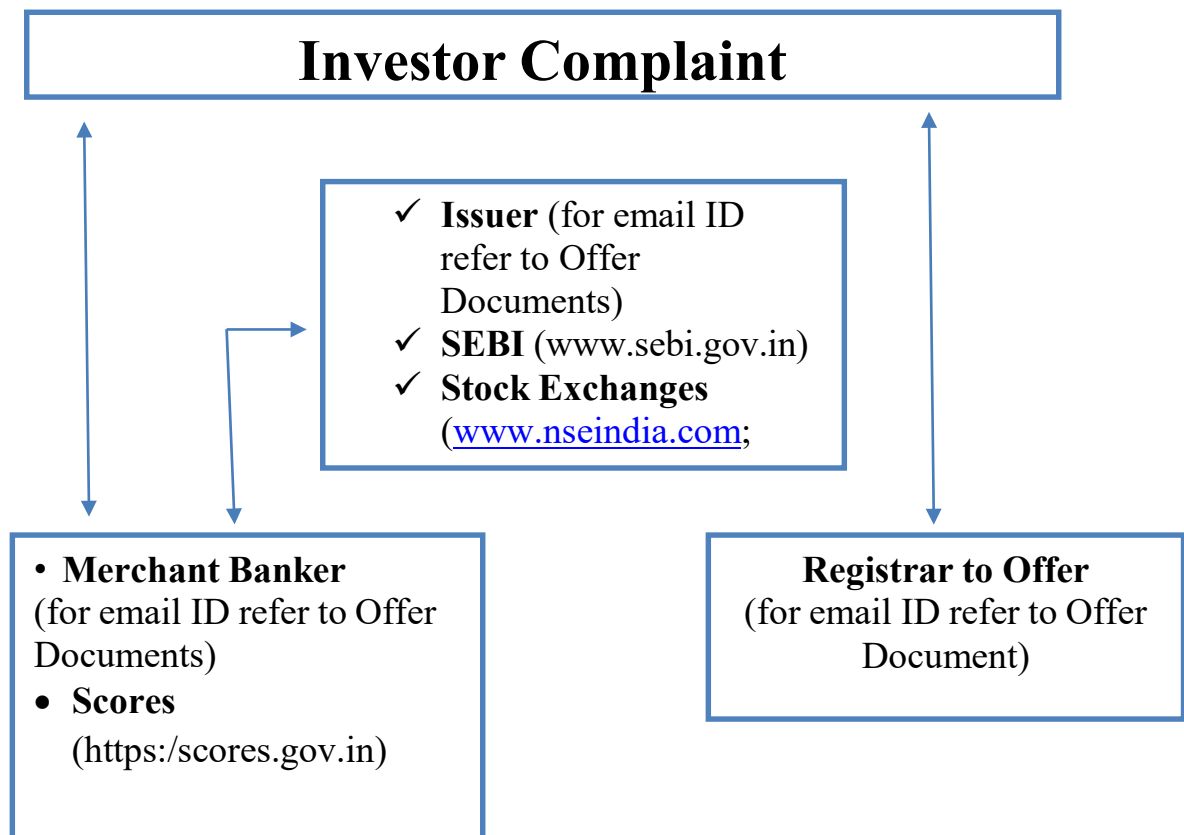 Investor Complaint
✓ Issuer (for email ID
refer to Offer
Documents)
✓ SEBI (www.sebi.gov.in)
✓ Stock Exchanges
(www.nseindia.com;
• Merchant Banker
(for email ID refer to Offer
Documents)
• Scores
(https:/scores.gov.in)
Registrar to Offer
(for email ID refer to Offer
Document)